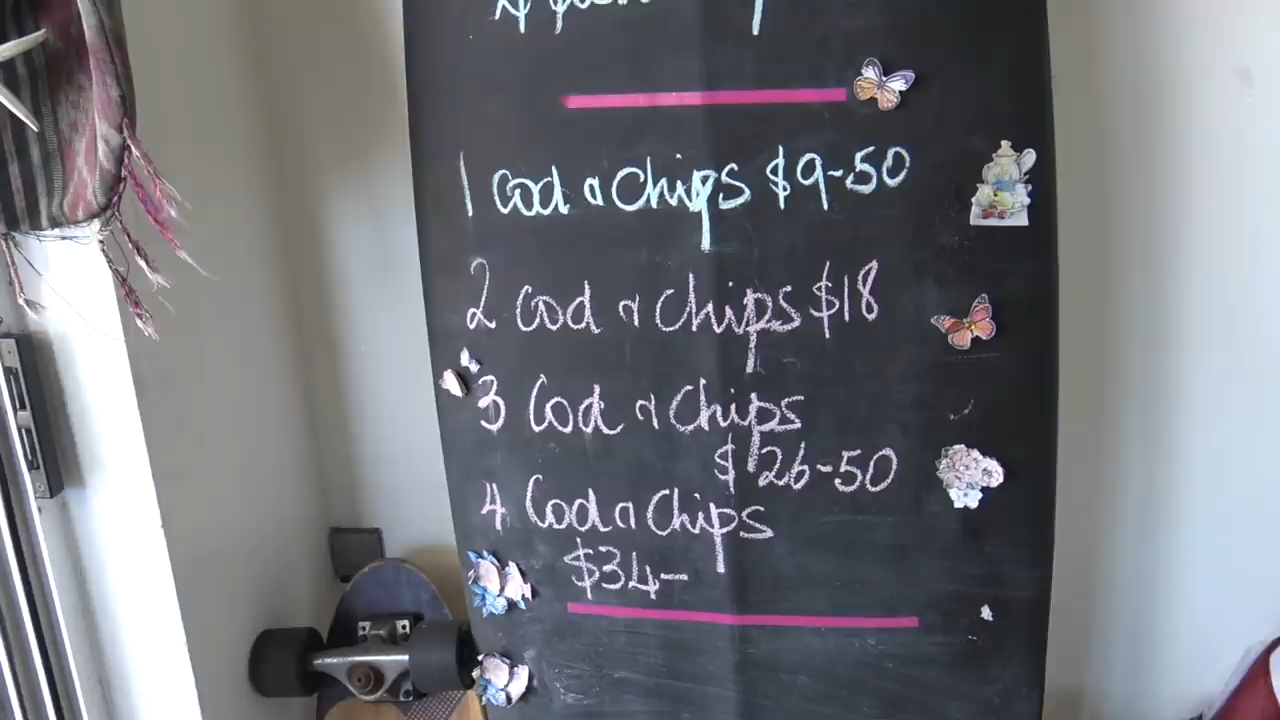 1 Cod & Chips $9-50
2 Cod & Chips $18
3 Cod & Chips
$26-50
4 Cod & Chips
$34-